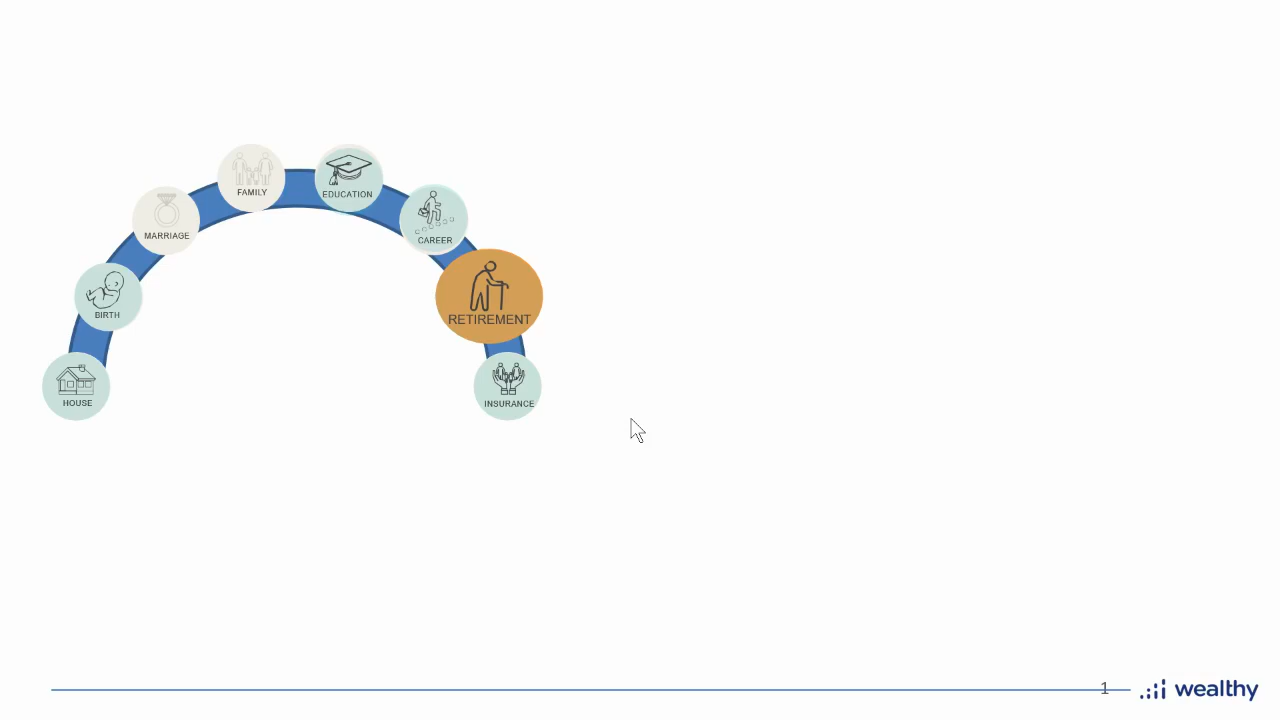 FAMILY
EDUCATION
MARRIAGE
CAREER
BIRTH
RETIREMENT
HOUSE
INSURANCE
1
wealthy